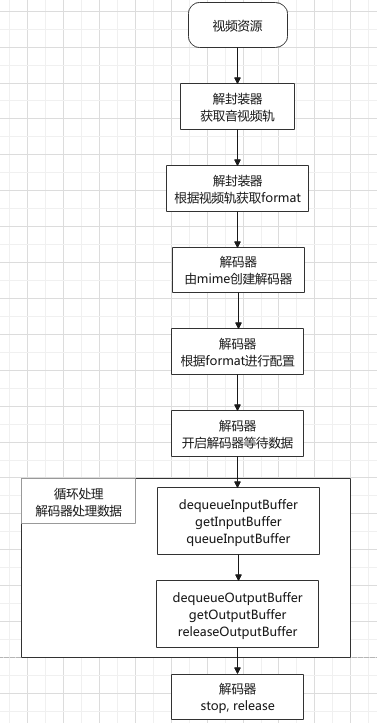 视频资源
解封装器
获取音视频轨
解封装器
根据视频轨获取format
解码器
由mime创建解码器
解码器
根据format进行配置
解码器
开启解码器等待数据
循环处理
解码器处理数据
dequeueInputBuffer
getInputBuffer
queueInputBuffer
dequeueOutputBuffer
getOutputBuffer
releaseOutputBuffer
解码器
stop, release